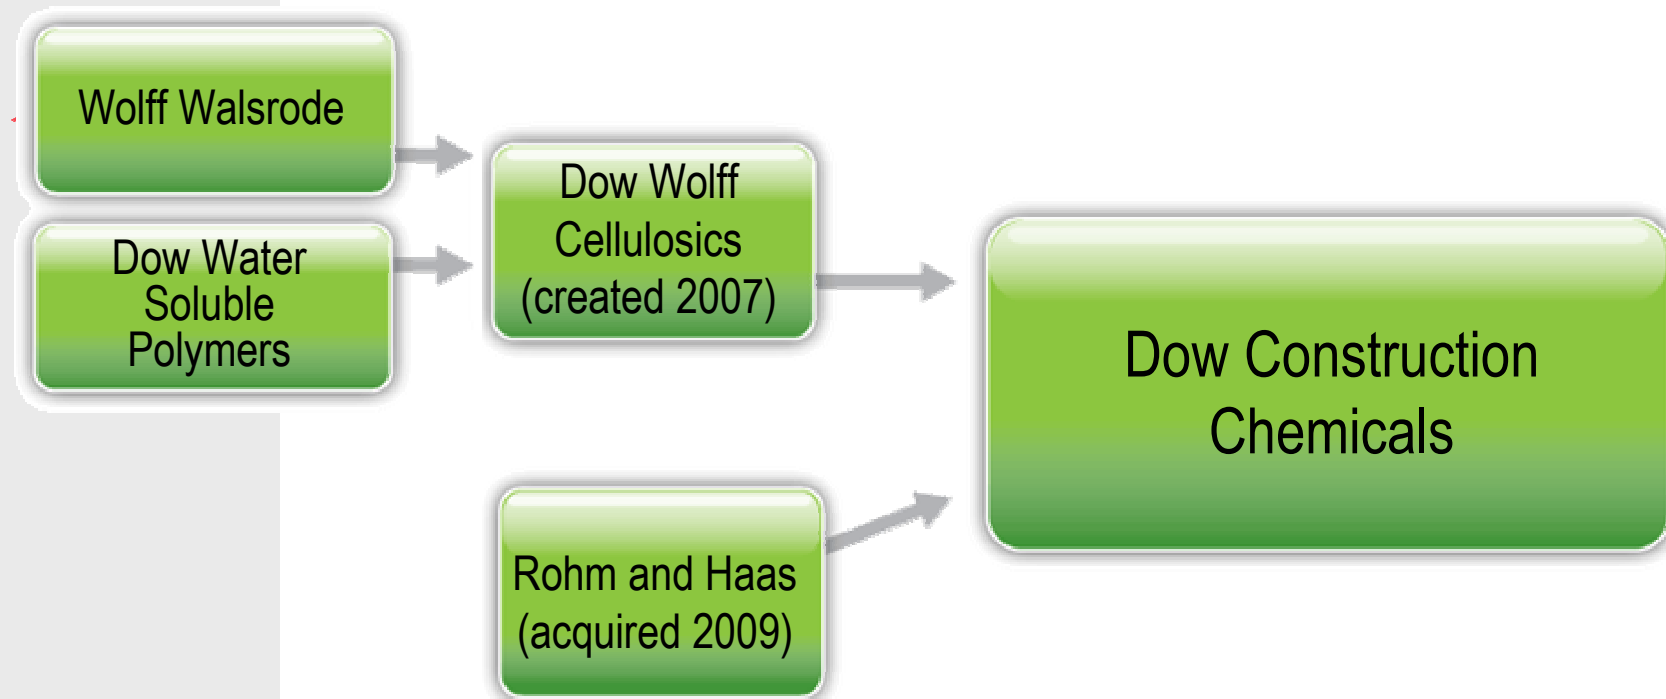 Wolff Walsrode
Dow Water
Soluble
Polymers
Dow Wolff
Cellulosics
(created 2007)
Rohm and Haas
(acquired 2009)
Dow Construction
Chemicals